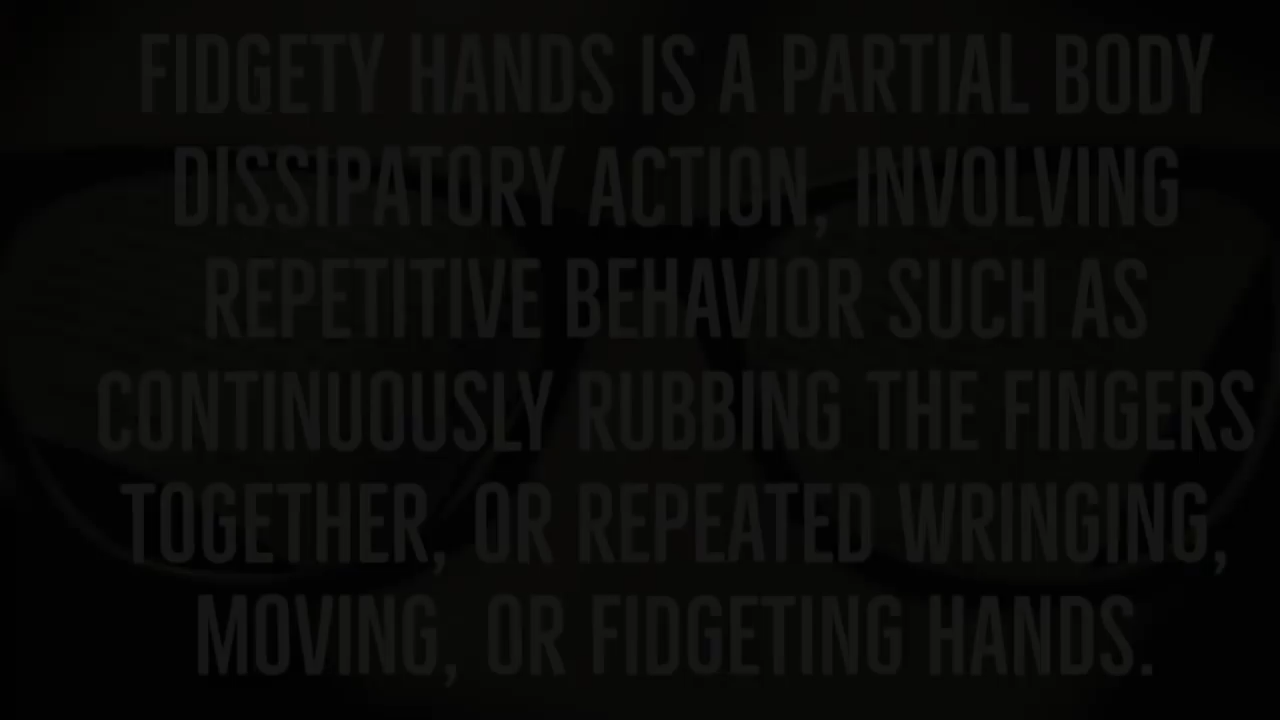 FIDGETY HANDS IS A PARTIAL BODY
DISSIPATORY ACTION, INVOLVING
REPETITIVE BEHAVIOR SUCH AS
CONTINUOUSLY RUBBING THE FINGERS
TOGETHER, OR REPEATED WRINGING,
MOVING, OR FIDGETING HANDS.